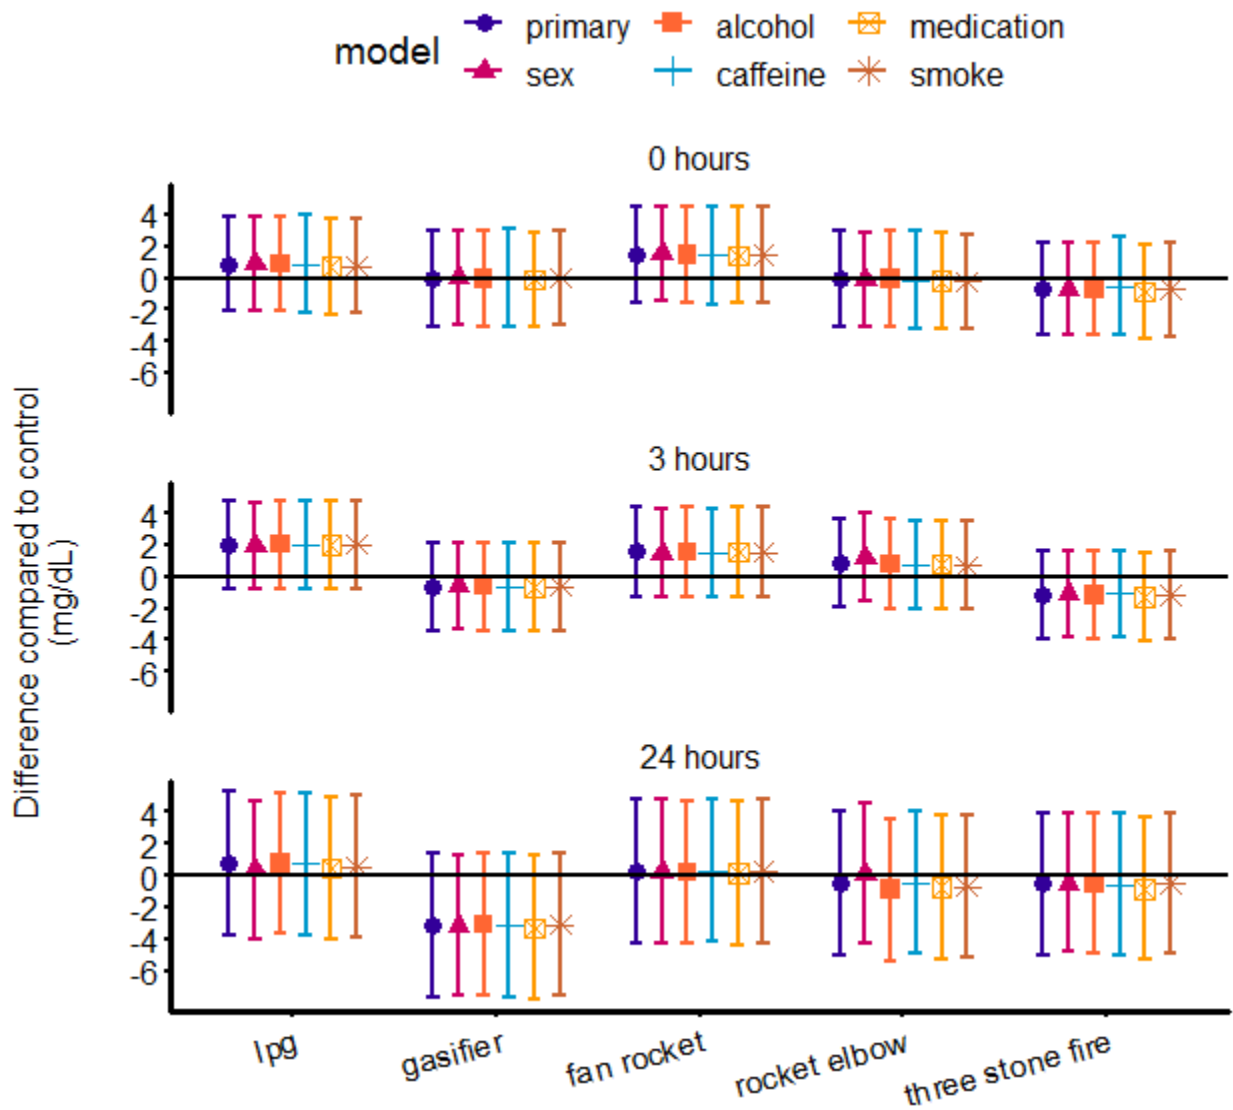 model
primary
alcohol
medication
sex
caffeine
smoke
0 hours
4
2
0
-2
-4
-6
3 hours
4
2
0
-2
-4
-6
24 hours
4
2
0
-2
-4
-6
Difference compared to control
(mg/dL)
lpg
gasifier
fan rocket
rocket elbow
three stone fire